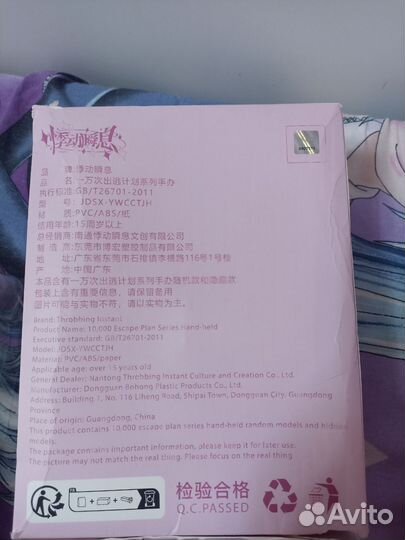 悸动瞬息
品 牌:悸动瞬息
品 名:一万次出逃计划系列手办
执行标准:GB/T26701-2011
型 号:JDSX-YWCCTJH
材 质:PVC/ABS/纸
适用年龄:15周岁以上
总经销商:南通悸动瞬息文创有限公司
制 造 商:东莞市博宏塑胶制品有限公司
地 址:广东省东莞市石排镇李横路116号1号楼
产 地:中国广东
本品含有一万次出逃计划系列手办随机款和隐藏款
包装上含有重要信息,请保留备用
图片可能与实物不符,请以实物为主。
Brand: Throbbing Instant
Product Name: 10,000 Escape Plan Series Hand-held
Executive standard: GB/T26701-2011
Model: JDSX-YWCCTJH
Material: PVC/ABS/paper
Applicable age: over 15 years old
General Dealer: Nantong Throbbing Instant Culture and Creation Co., Ltd.
Manufacturer: Dongguan Bohong Plastic Products Co., Ltd.
Address: Building 1, No. 116 Liheng Road, Shipai Town, Dongguan City, Guangdong
Province
Place of origin: Guangdong, China
This product contains 10,000 escape plan series hand-held random models and hidden
models.
The package contains important information, please keep it for later use.
The picture may not match the real thing. Please focus on the real thing
检验合格
Q.C.PASSED
Avito